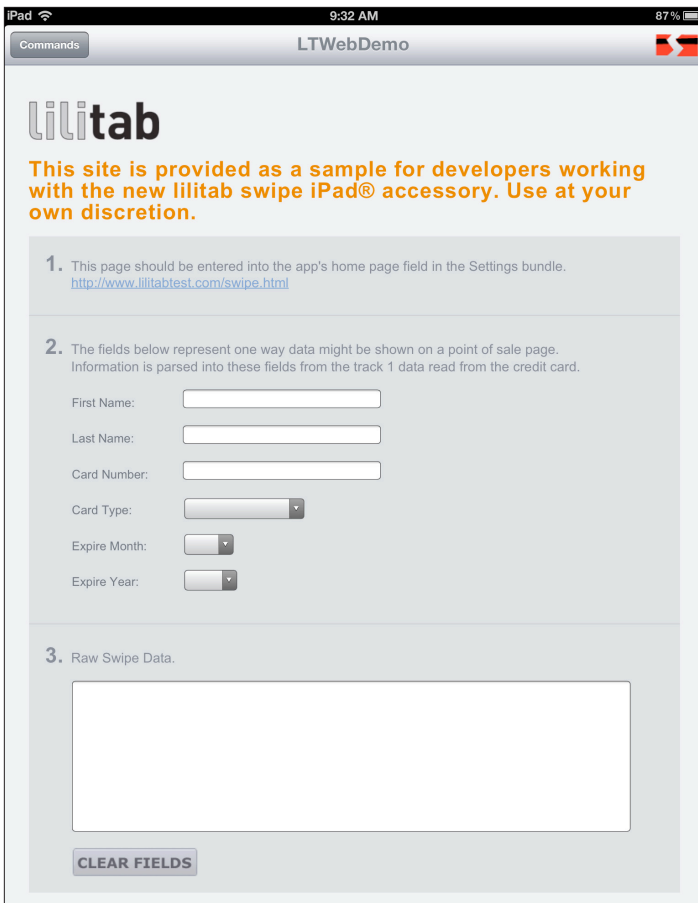 iPad 9:32 AM 87%
Commands LTWebDemo
lilitab
This site is provided as a sample for developers working
with the new lilitab swipe iPad® accessory. Use at your
own discretion.
1. This page should be entered into the app's home page field in the Settings bundle.
http://www.lilitabtest.com/swipe.html
2. The fields below represent one way data might be shown on a point of sale page.
Information is parsed into these fields from the track 1 data read from the credit card.
First Name:
Last Name:
Card Number:
Card Type:
Expire Month:
Expire Year:
3. Raw Swipe Data.
CLEAR FIELDS